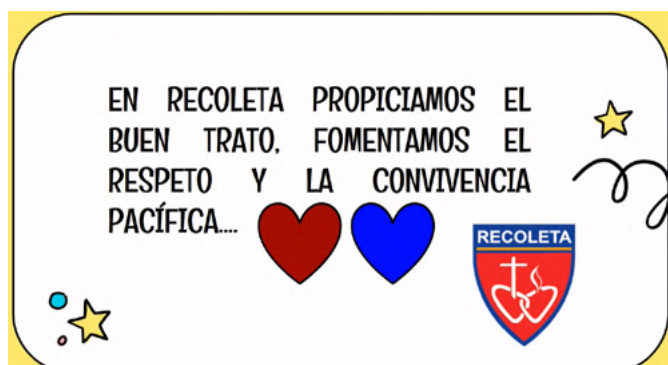 EN RECOLETA PROPICIAMOS EL
BUEN TRATO, FOMENTAMOS EL
RESPETO Y LA CONVIVENCIA
PACÍFICA....
RECOLETA